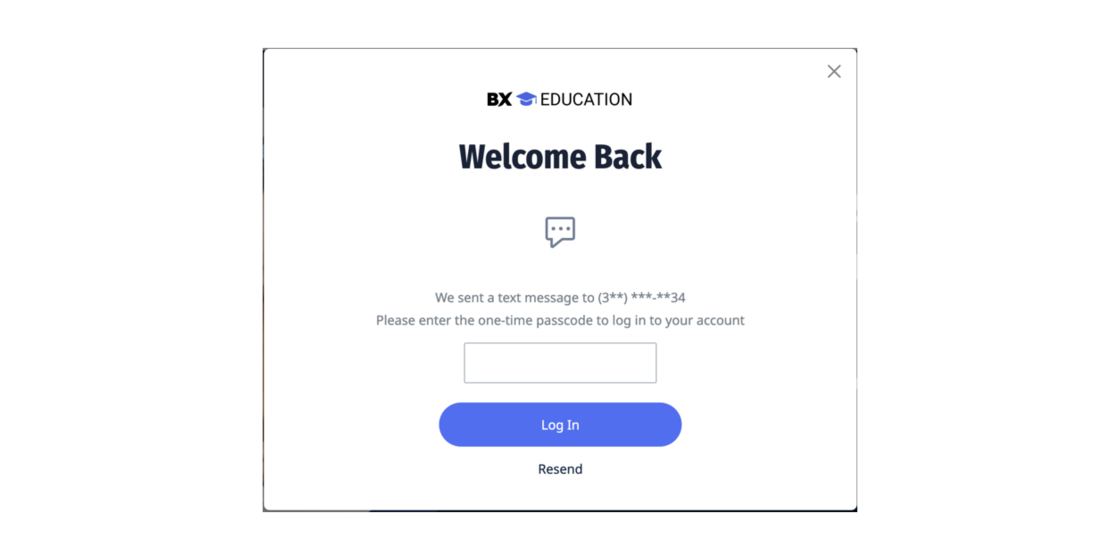 BX EDUCATION
Welcome Back
We sent a text message to (3**) ***-**34
Please enter the one-time passcode to log in to your account
Log In
Resend